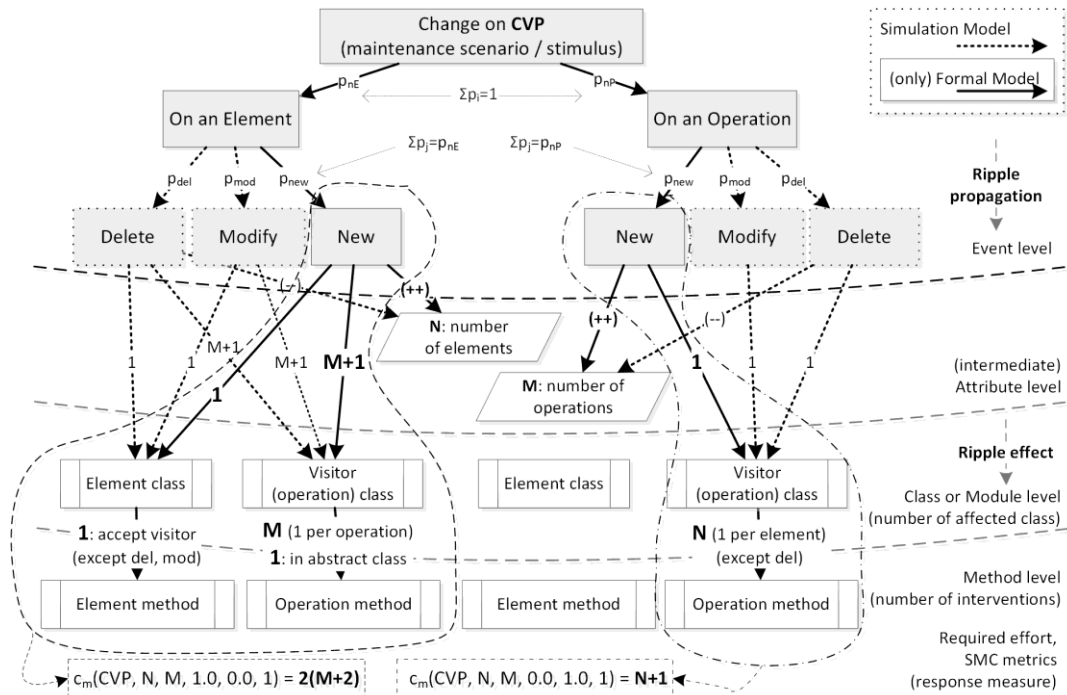 Change on CVP
(maintenance scenario / stimulus)
Simulation Model
(only) Formal Model
p_nE
Σp_i=1
p_nP
On an Element
On an Operation
Σp_j=p_nE
Σp_j=p_nP
p_del
p_mod
p_new
p_new
p_mod
p_del
Ripple
propagation
Delete
Modify
New
New
Modify
Delete
Event level
(--)
(++)
N: number
of elements
(++)
(--)
1
M+1
1
1
M+1
M+1
1
1
1
M: number of
operations
(intermediate)
Attribute level
Ripple effect
Element class
Visitor
(operation) class
Element class
Visitor
(operation) class
Class or Module level
(number of affected class)
1: accept visitor
(except del, mod)
M (1 per operation)
1: in abstract class
N (1 per element)
(except del)
Element method
Operation method
Element method
Operation method
Method level
(number of interventions)
Required effort,
SMC metrics
(response measure)
c_m(CVP, N, M, 1.0, 0.0, 1) = 2(M+2)
c_m(CVP, N, M, 0.0, 1.0, 1) = N+1